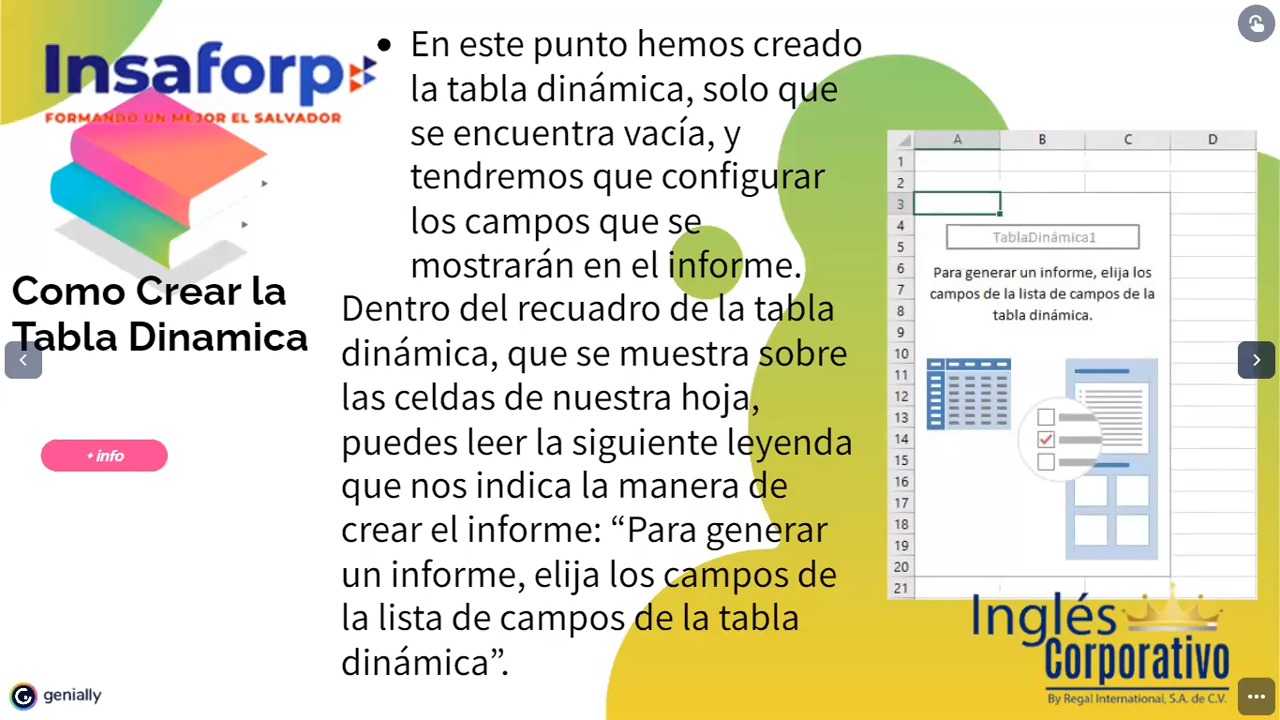 Insaforp
FORMANDO UN MEJOR EL SALVADOR
Como Crear la
Tabla Dinamica
+ info
• En este punto hemos creado
la tabla dinámica, solo que
se encuentra vacía, y
tendremos que configurar
los campos que se
mostrarán en el informe.
Dentro del recuadro de la tabla
dinámica, que se muestra sobre
las celdas de nuestra hoja,
puedes leer la siguiente leyenda
que nos indica la manera de
crear el informe: “Para generar
un informe, elija los campos de
la lista de campos de la tabla
dinámica”.
A B C D
1
2
3
4
5
6
7
8
9
10
11
12
13
14
15
16
17
18
19
20
21
TablaDinámica1
Para generar un informe, elija los
campos de la lista de campos de la
tabla dinámica.
Inglés
Corporativo
By Regal International, S.A. de C.V.
genially